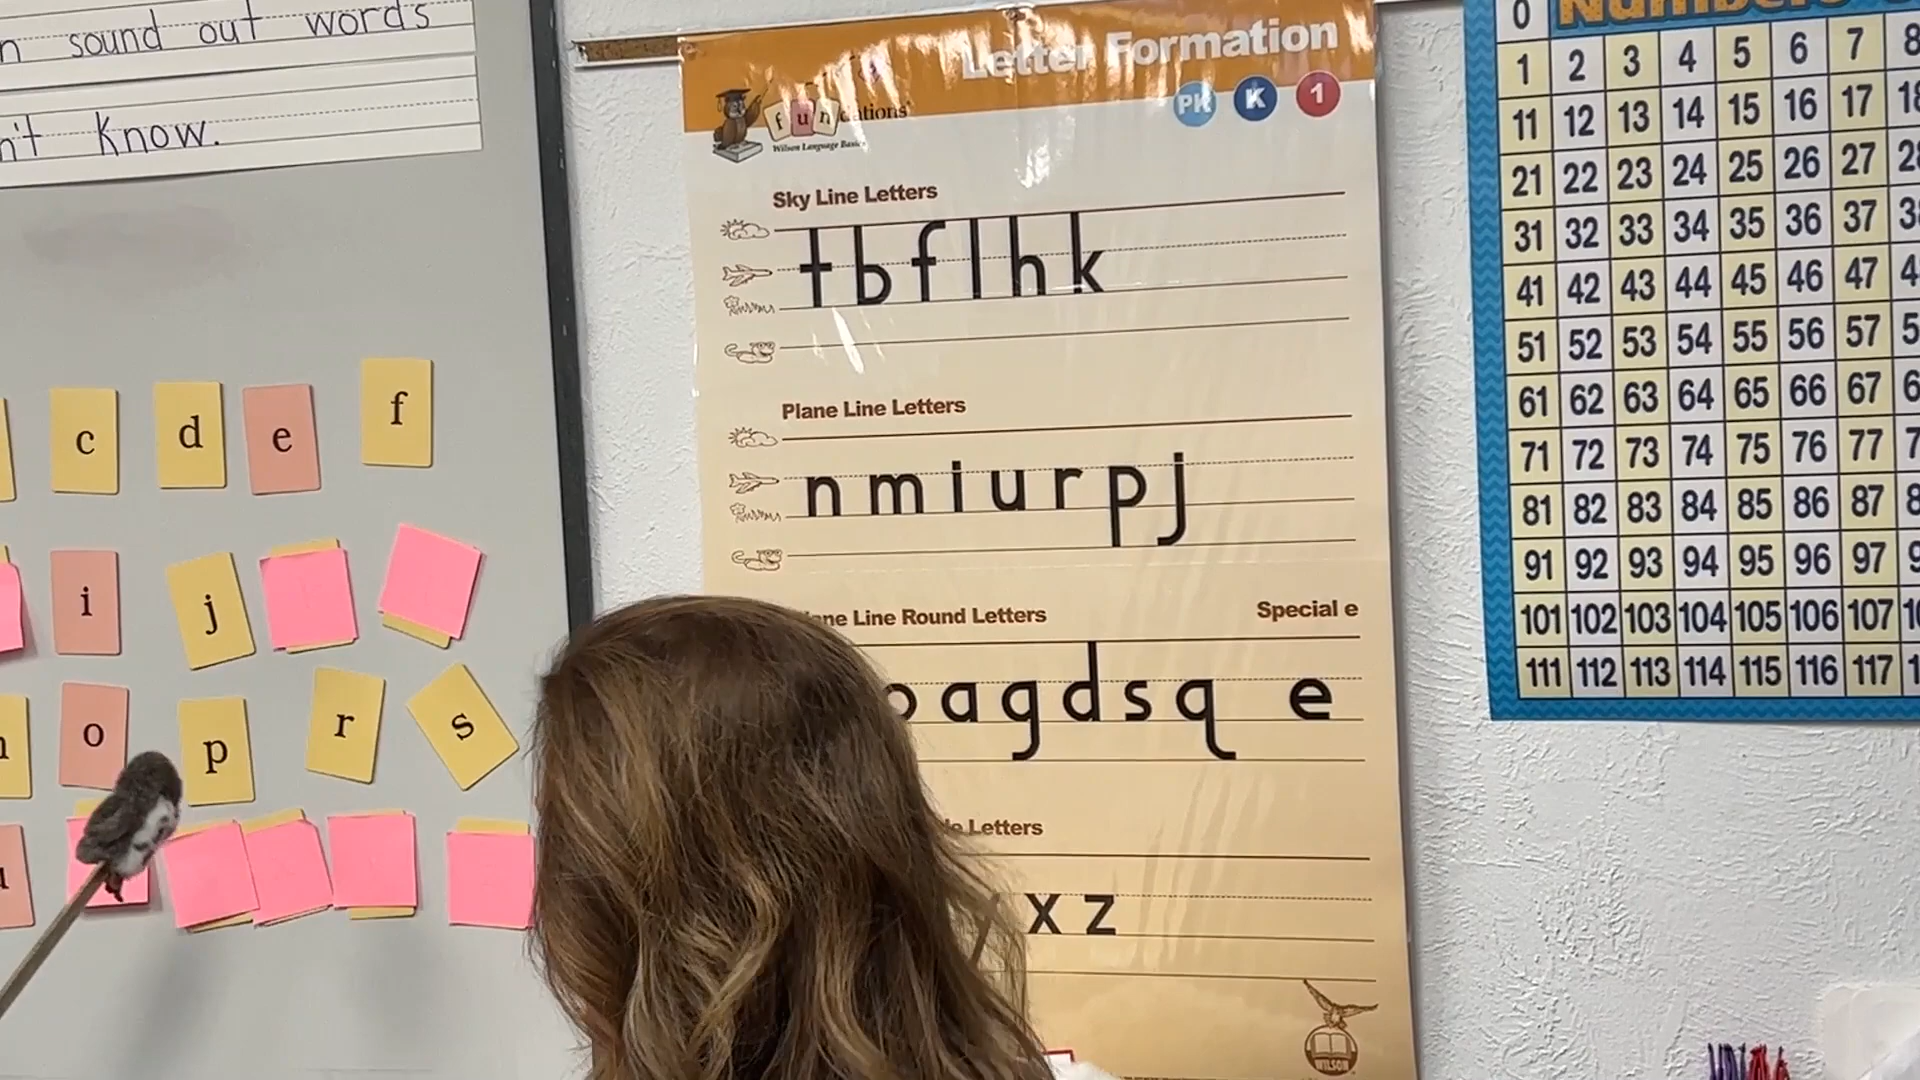 sound out words
Know.
c d e f
i j
o p r s
Letter Formation
PK K 1
fundations
Wilson Language Basics
Sky Line Letters
t b f l h k
Plane Line Letters
n m i u r p j
Line Round Letters Special e
a g d s q e
Letters
x z
WILSON
0 Numbers
1 2 3 4 5 6 7
11 12 13 14 15 16 17
21 22 23 24 25 26 27
31 32 33 34 35 36 37
41 42 43 44 45 46 47
51 52 53 54 55 56 57
61 62 63 64 65 66 67
71 72 73 74 75 76 77
81 82 83 84 85 86 87
91 92 93 94 95 96 97
101 102 103 104 105 106 107
111 112 113 114 115 116 117